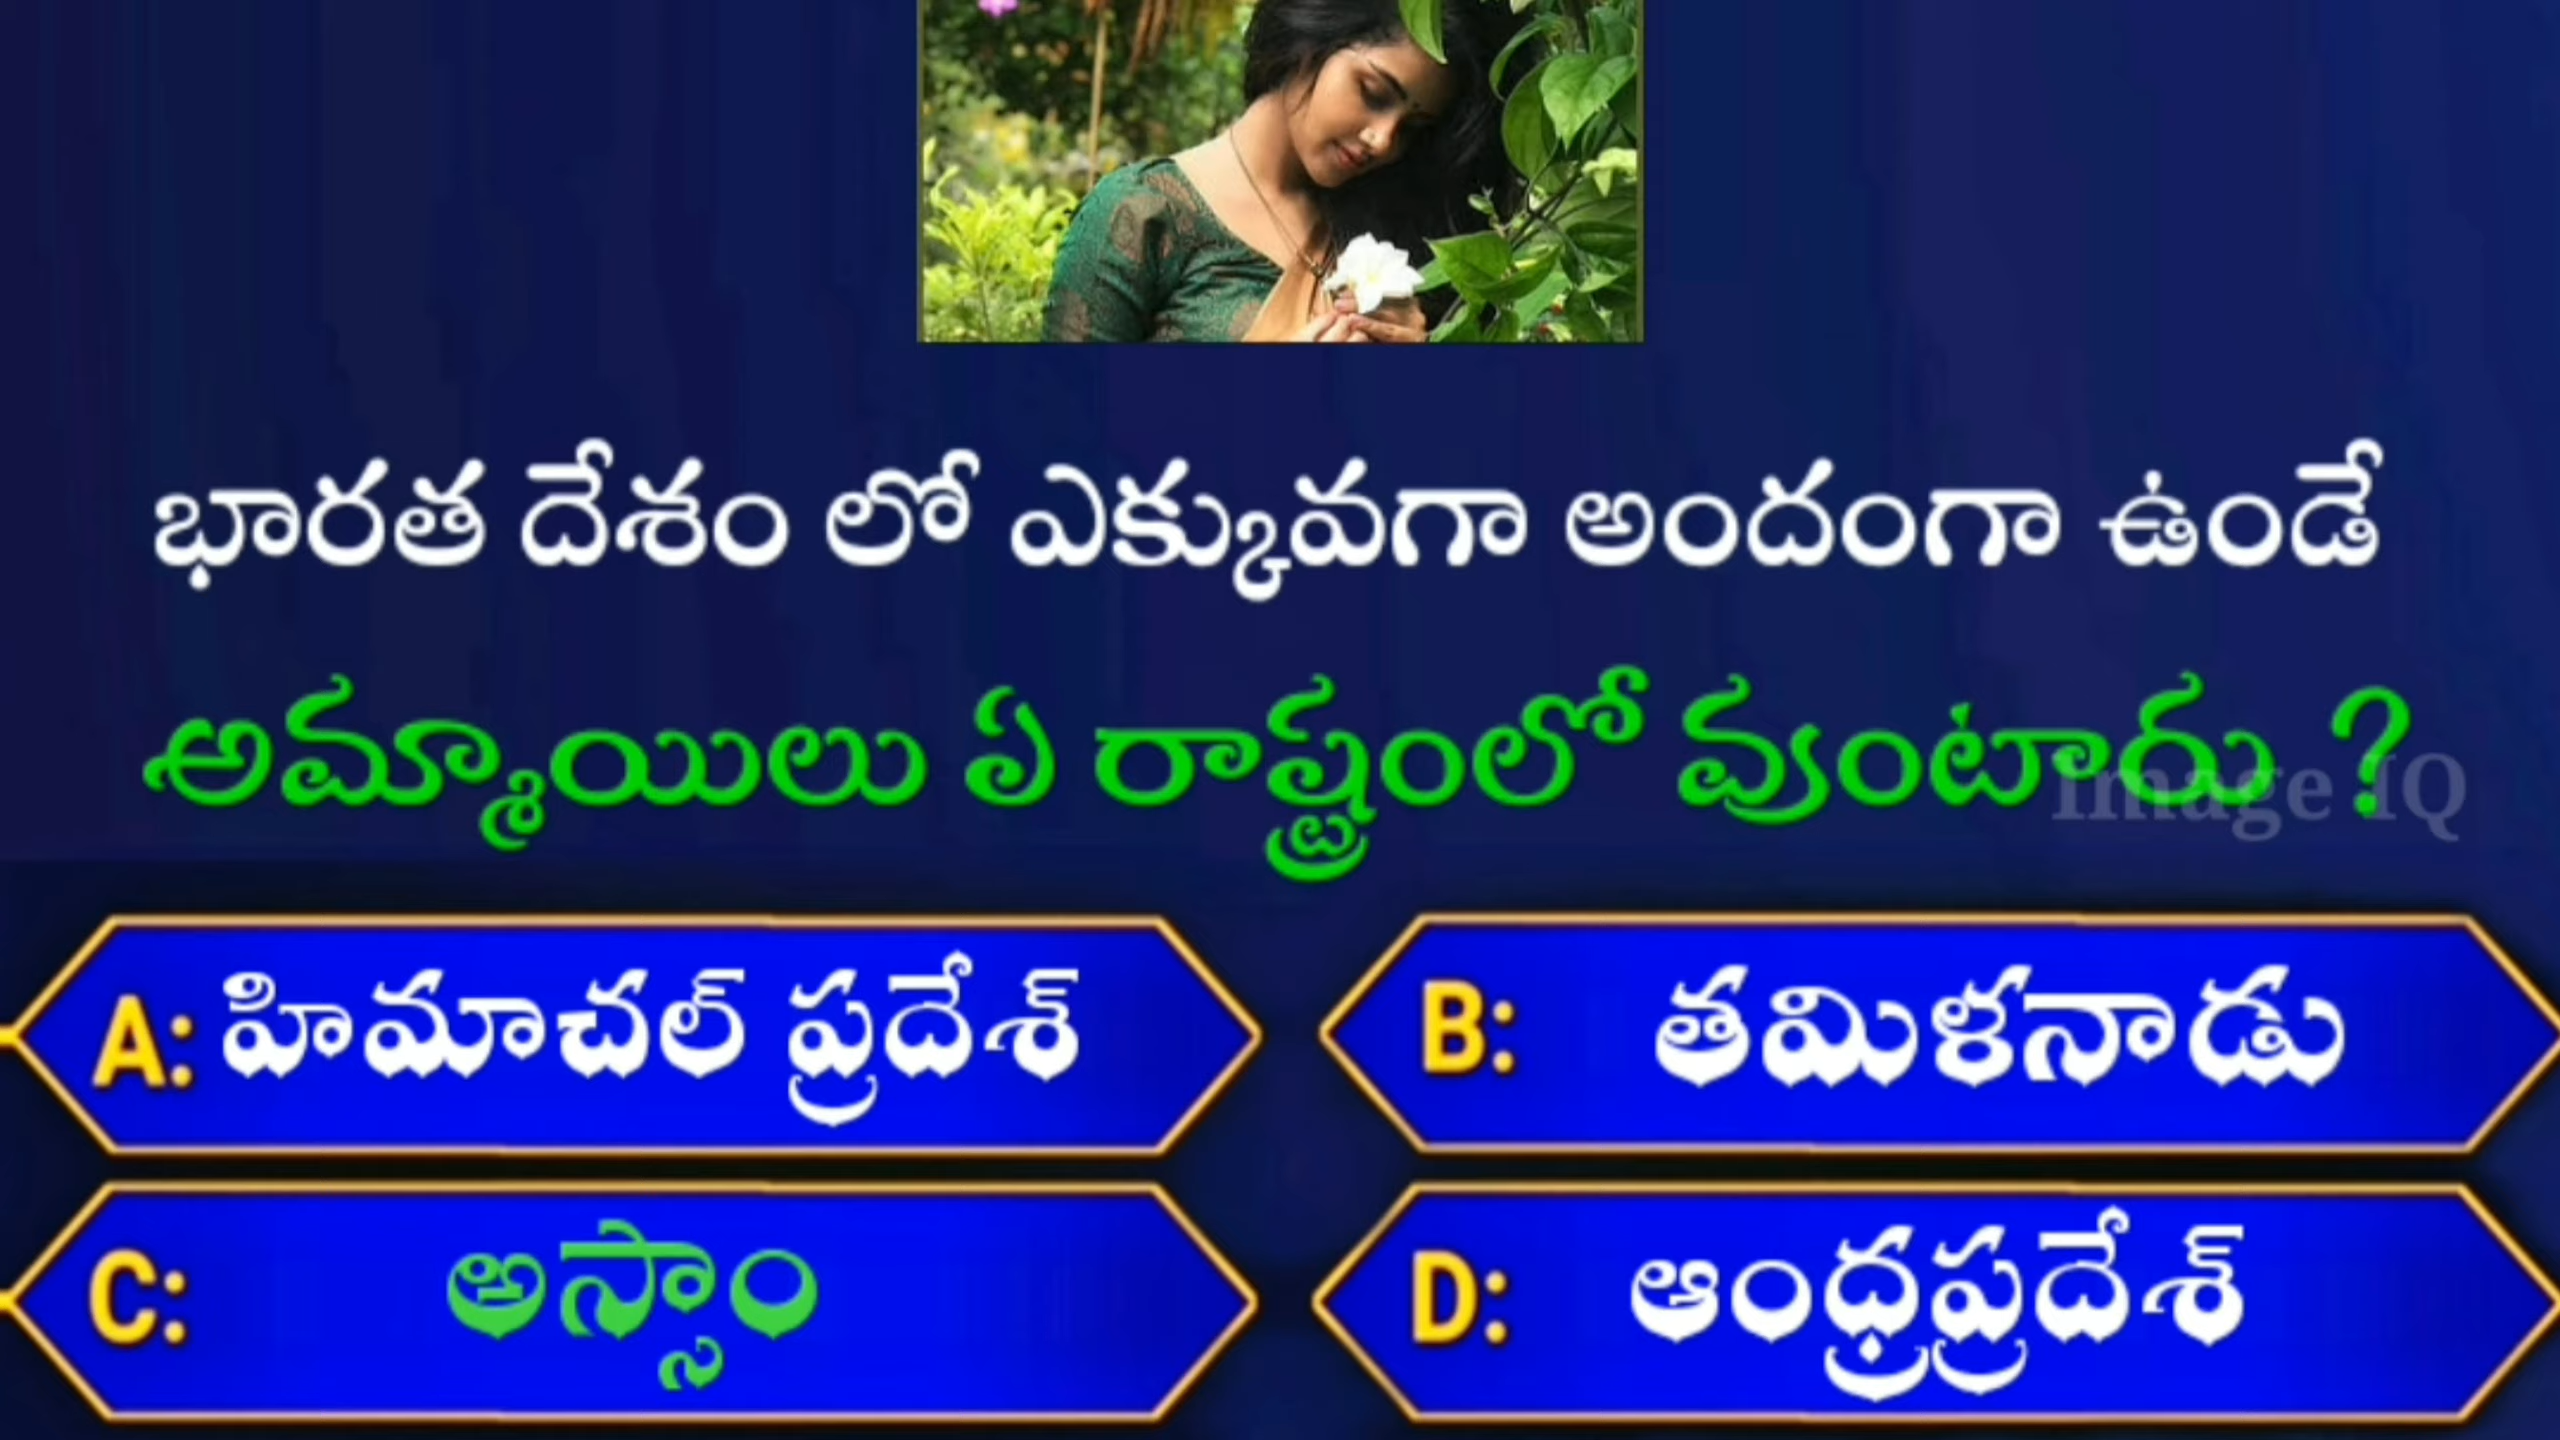 భారత దేశం లో ఎక్కువగా అందంగా ఉండే
అమ్మాయిలు ఏ రాష్ట్రంలో వుంటారు ?
Image IQ
A: హిమాచల్ ప్రదేశ్
B: తమిళనాడు
C: అస్సాం
D: ఆంధ్రప్రదేశ్